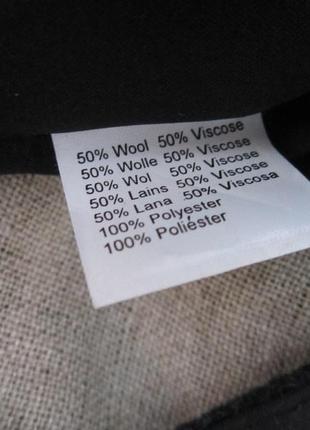 50% Wool 50% Viscose
50% Wolle 50% Viscose
50% Wol 50% Viscose
50% Lains 50% Viscose
50% Lana 50% Viscosa
100% Polyester
100% Poliéster